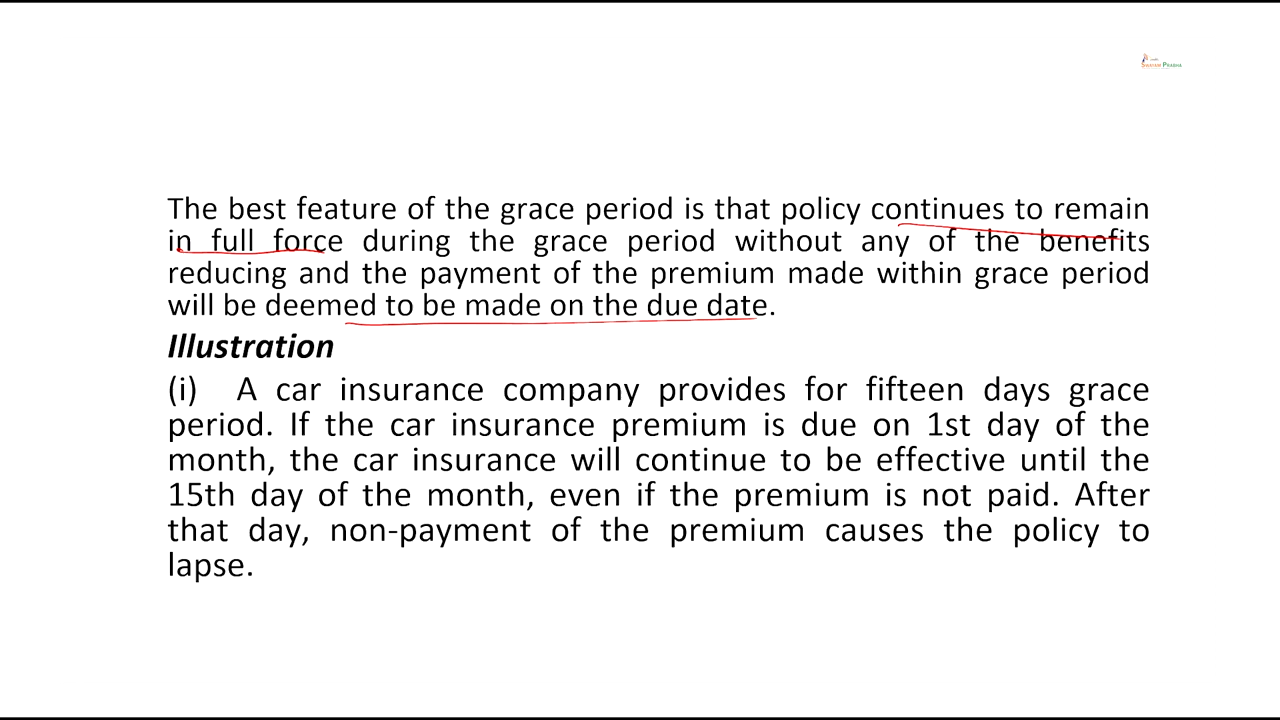 SWAYAM PRABHA
The best feature of the grace period is that policy continues to remain
in full force during the grace period without any of the benefits
reducing and the payment of the premium made within grace period
will be deemed to be made on the due date.
Illustration
(i) A car insurance company provides for fifteen days grace
period. If the car insurance premium is due on 1st day of the
month, the car insurance will continue to be effective until the
15th day of the month, even if the premium is not paid. After
that day, non-payment of the premium causes the policy to
lapse.